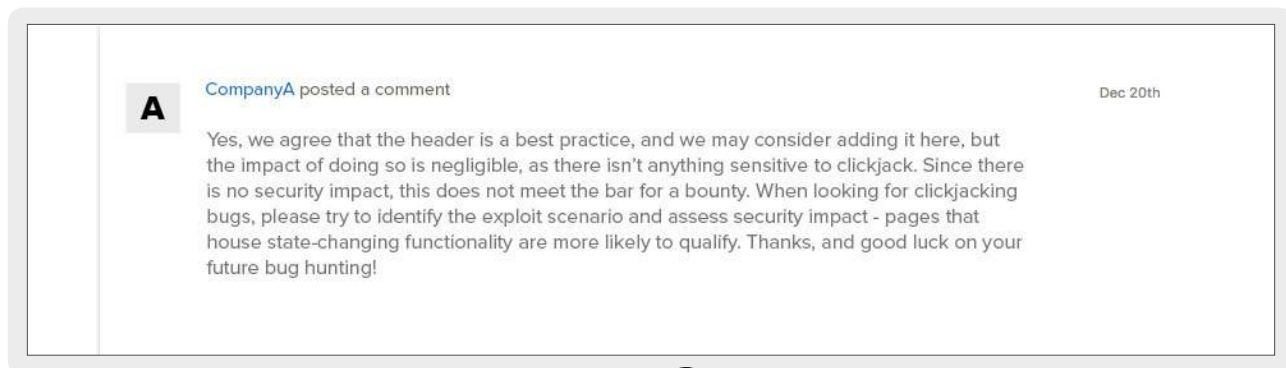 A
CompanyA posted a comment
Dec 20th
Yes, we agree that the header is a best practice, and we may consider adding it here, but
the impact of doing so is negligible, as there isn’t anything sensitive to clickjack. Since there
is no security impact, this does not meet the bar for a bounty. When looking for clickjacking
bugs, please try to identify the exploit scenario and assess security impact - pages that
house state-changing functionality are more likely to qualify. Thanks, and good luck on your
future bug hunting!